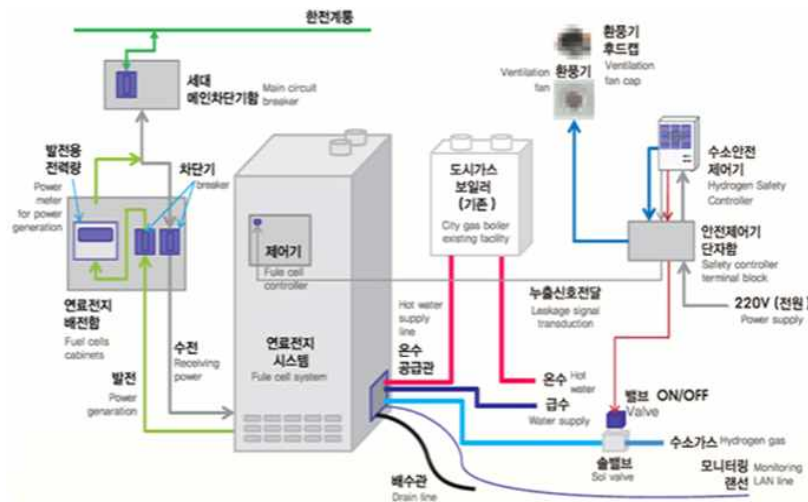 한전계통
세대
메인차단기함
Main circuit
breaker
환풍기
후드캡
Ventilation
fan cap
Ventilation
fan
환풍기
발전용
전력량
Power
meter
for power
generation
차단기
breaker
도시가스
보일러
(기존)
City gas boiler
existing facility
수소안전
제어기
Hydrogen Safety
Controller
제어기
Fule cell
controller
안전제어기
단자함
Safety controller
terminal block
누출신호전달
Leakage signal
transduction
220V (전원)
Power supply
연료전지
배전함
Fuel cells
cabinets
수전
Receiving
power
발전
Power
genaration
연료전지
시스템
Fule cell system
Hot water
supply
line
온수
공급관
온수 Hot
water
급수
Water supply
밸브 ON/OFF
Valve
솔밸브
Sol valve
수소가스 Hydrogen gas
배수관
Drain line
모니터링 Monitoring
랜선 LAN line